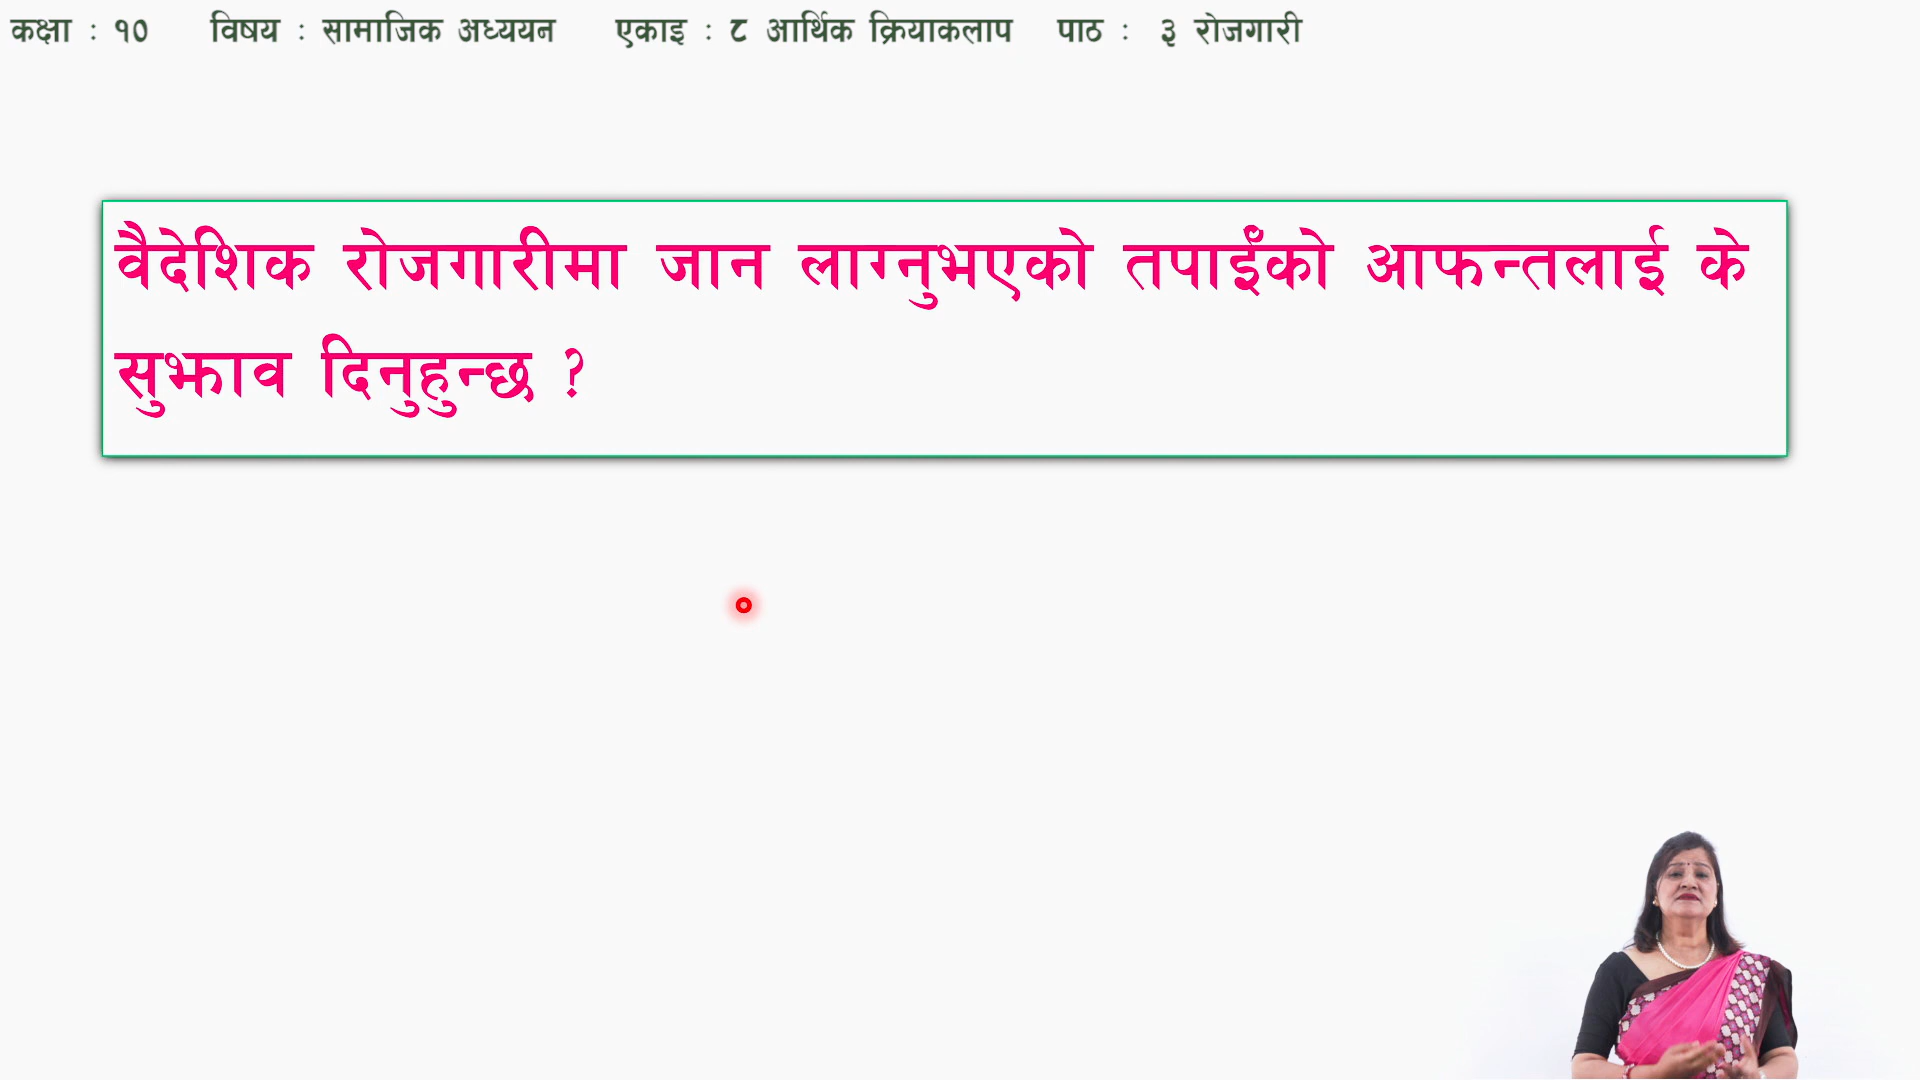 कक्षा : १० विषय : सामाजिक अध्ययन एकाइ : ८ आर्थिक क्रियाकलाप पाठ : ३ रोजगारी
वैदेशिक रोजगारीमा जान लाग्नुभएको तपाईँको आफन्तलाई के
सुझाव दिनुहुन्छ ?